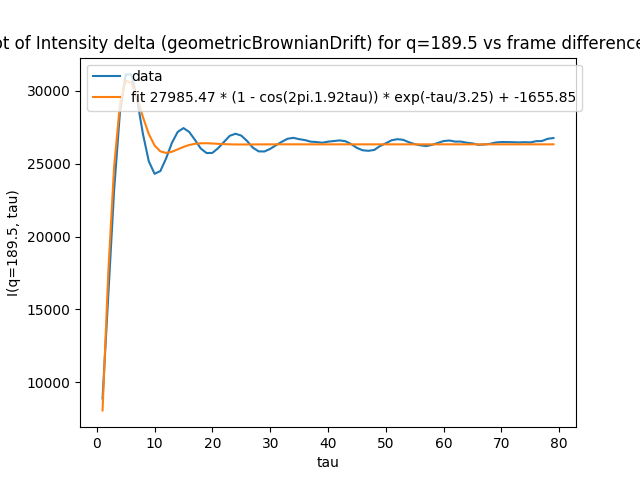 ot of Intensity delta (geometricBrownianDrift) for q=189.5 vs frame difference
data
fit 27985.47 * (1 - cos(2pi.1.92tau)) * exp(-tau/3.25) + -1655.85
30000
25000
20000
15000
10000
I(q=189.5, tau)
0 10 20 30 40 50 60 70 80
tau